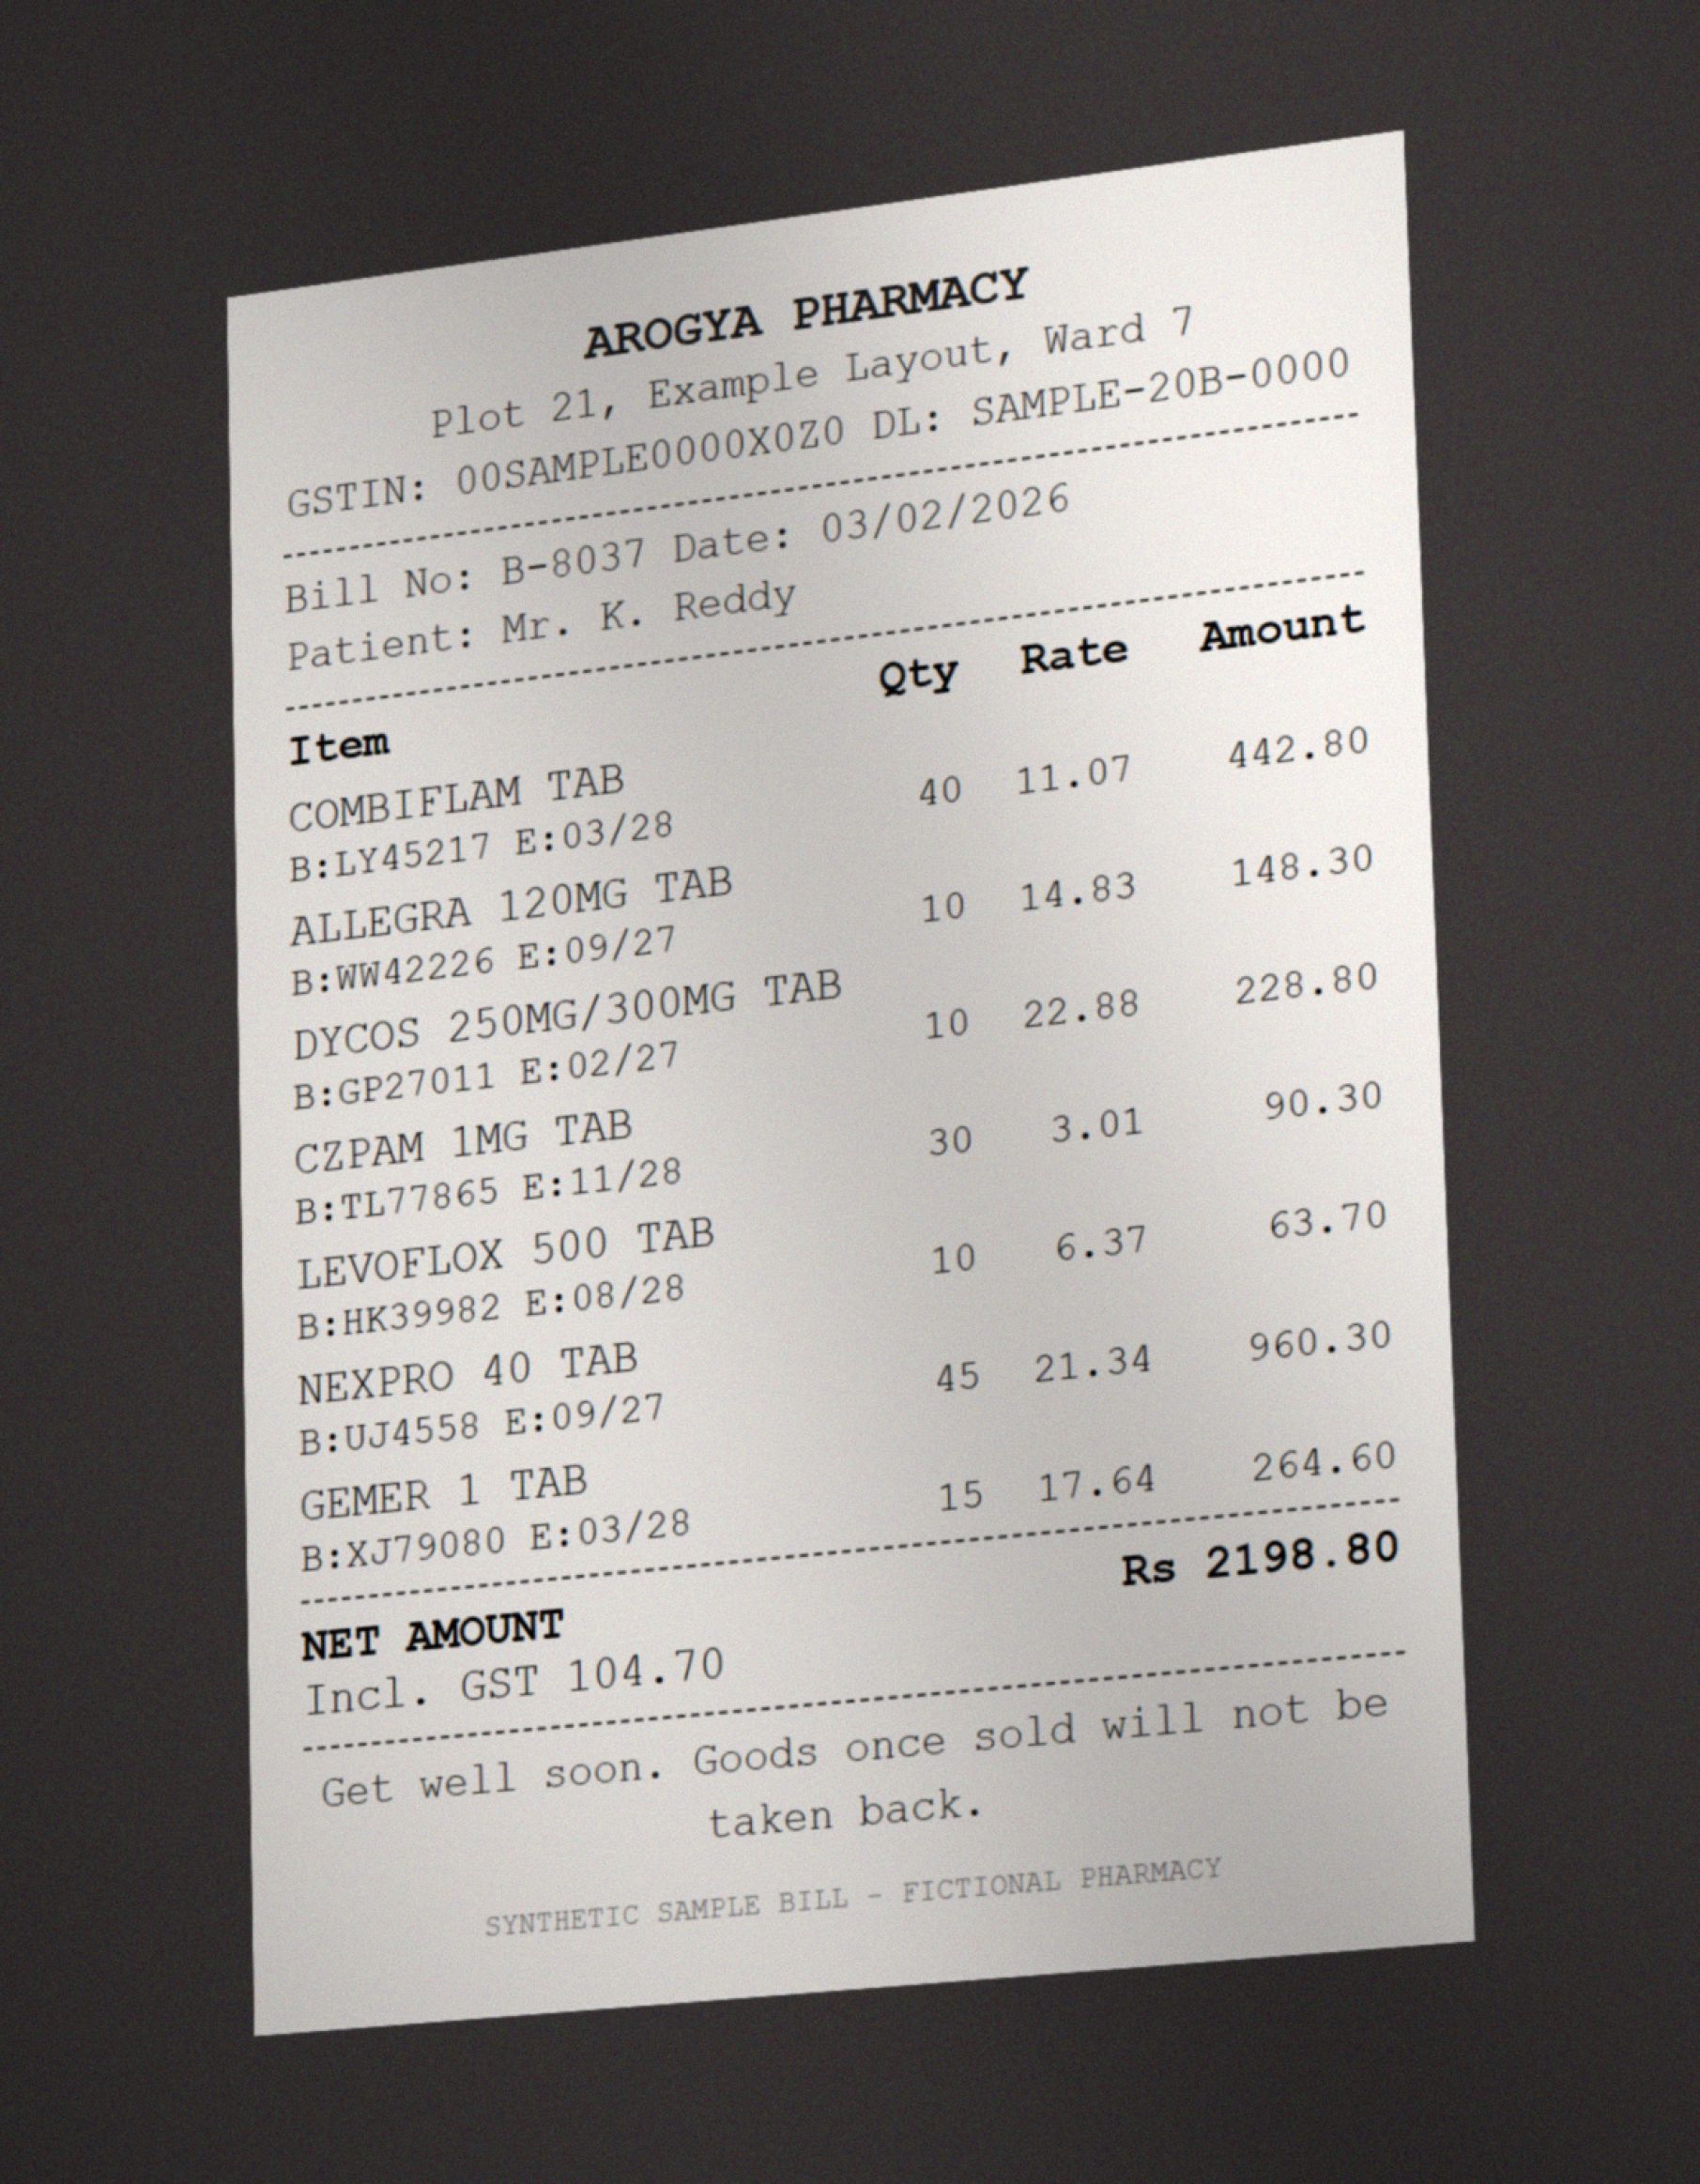 AROGYA PHARMACY
Plot 21, Example Layout, Ward 7
GSTIN: 00SAMPLE0000X0Z0 DL: SAMPLE-20B-0000
Bill No: B-8037 Date: 03/02/2026
Patient: Mr. K. Reddy
Item Qty Rate Amount
COMBIFLAM TAB 40 11.07 442.80
B:LY45217 E:03/28
ALLEGRA 120MG TAB 10 14.83 148.30
B:WW42226 E:09/27
DYCOS 250MG/300MG TAB 10 22.88 228.80
B:GP27011 E:02/27
CZPAM 1MG TAB 30 3.01 90.30
B:TL77865 E:11/28
LEVOFLOX 500 TAB 10 6.37 63.70
B:HK39982 E:08/28
NEXPRO 40 TAB 45 21.34 960.30
B:UJ4558 E:09/27
GEMER 1 TAB 15 17.64 264.60
B:XJ79080 E:03/28
NET AMOUNT Rs 2198.80
Incl. GST 104.70
Get well soon. Goods once sold will not be
taken back.
SYNTHETIC SAMPLE BILL - FICTIONAL PHARMACY